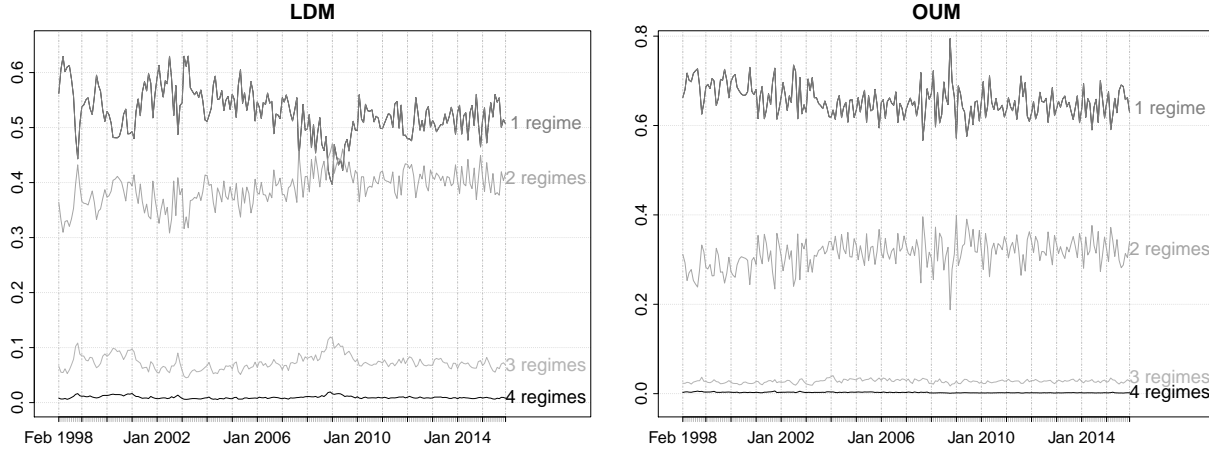 LDM
0.6
0.5
0.4
0.3
0.2
0.1
0.0
1 regime
2 regimes
3 regimes
4 regimes
Feb 1998 Jan 2002 Jan 2006 Jan 2010 Jan 2014
OUM
0.8
0.6
0.4
0.2
0.0
1 regime
2 regimes
3 regimes
4 regimes
Feb 1998 Jan 2002 Jan 2006 Jan 2010 Jan 2014